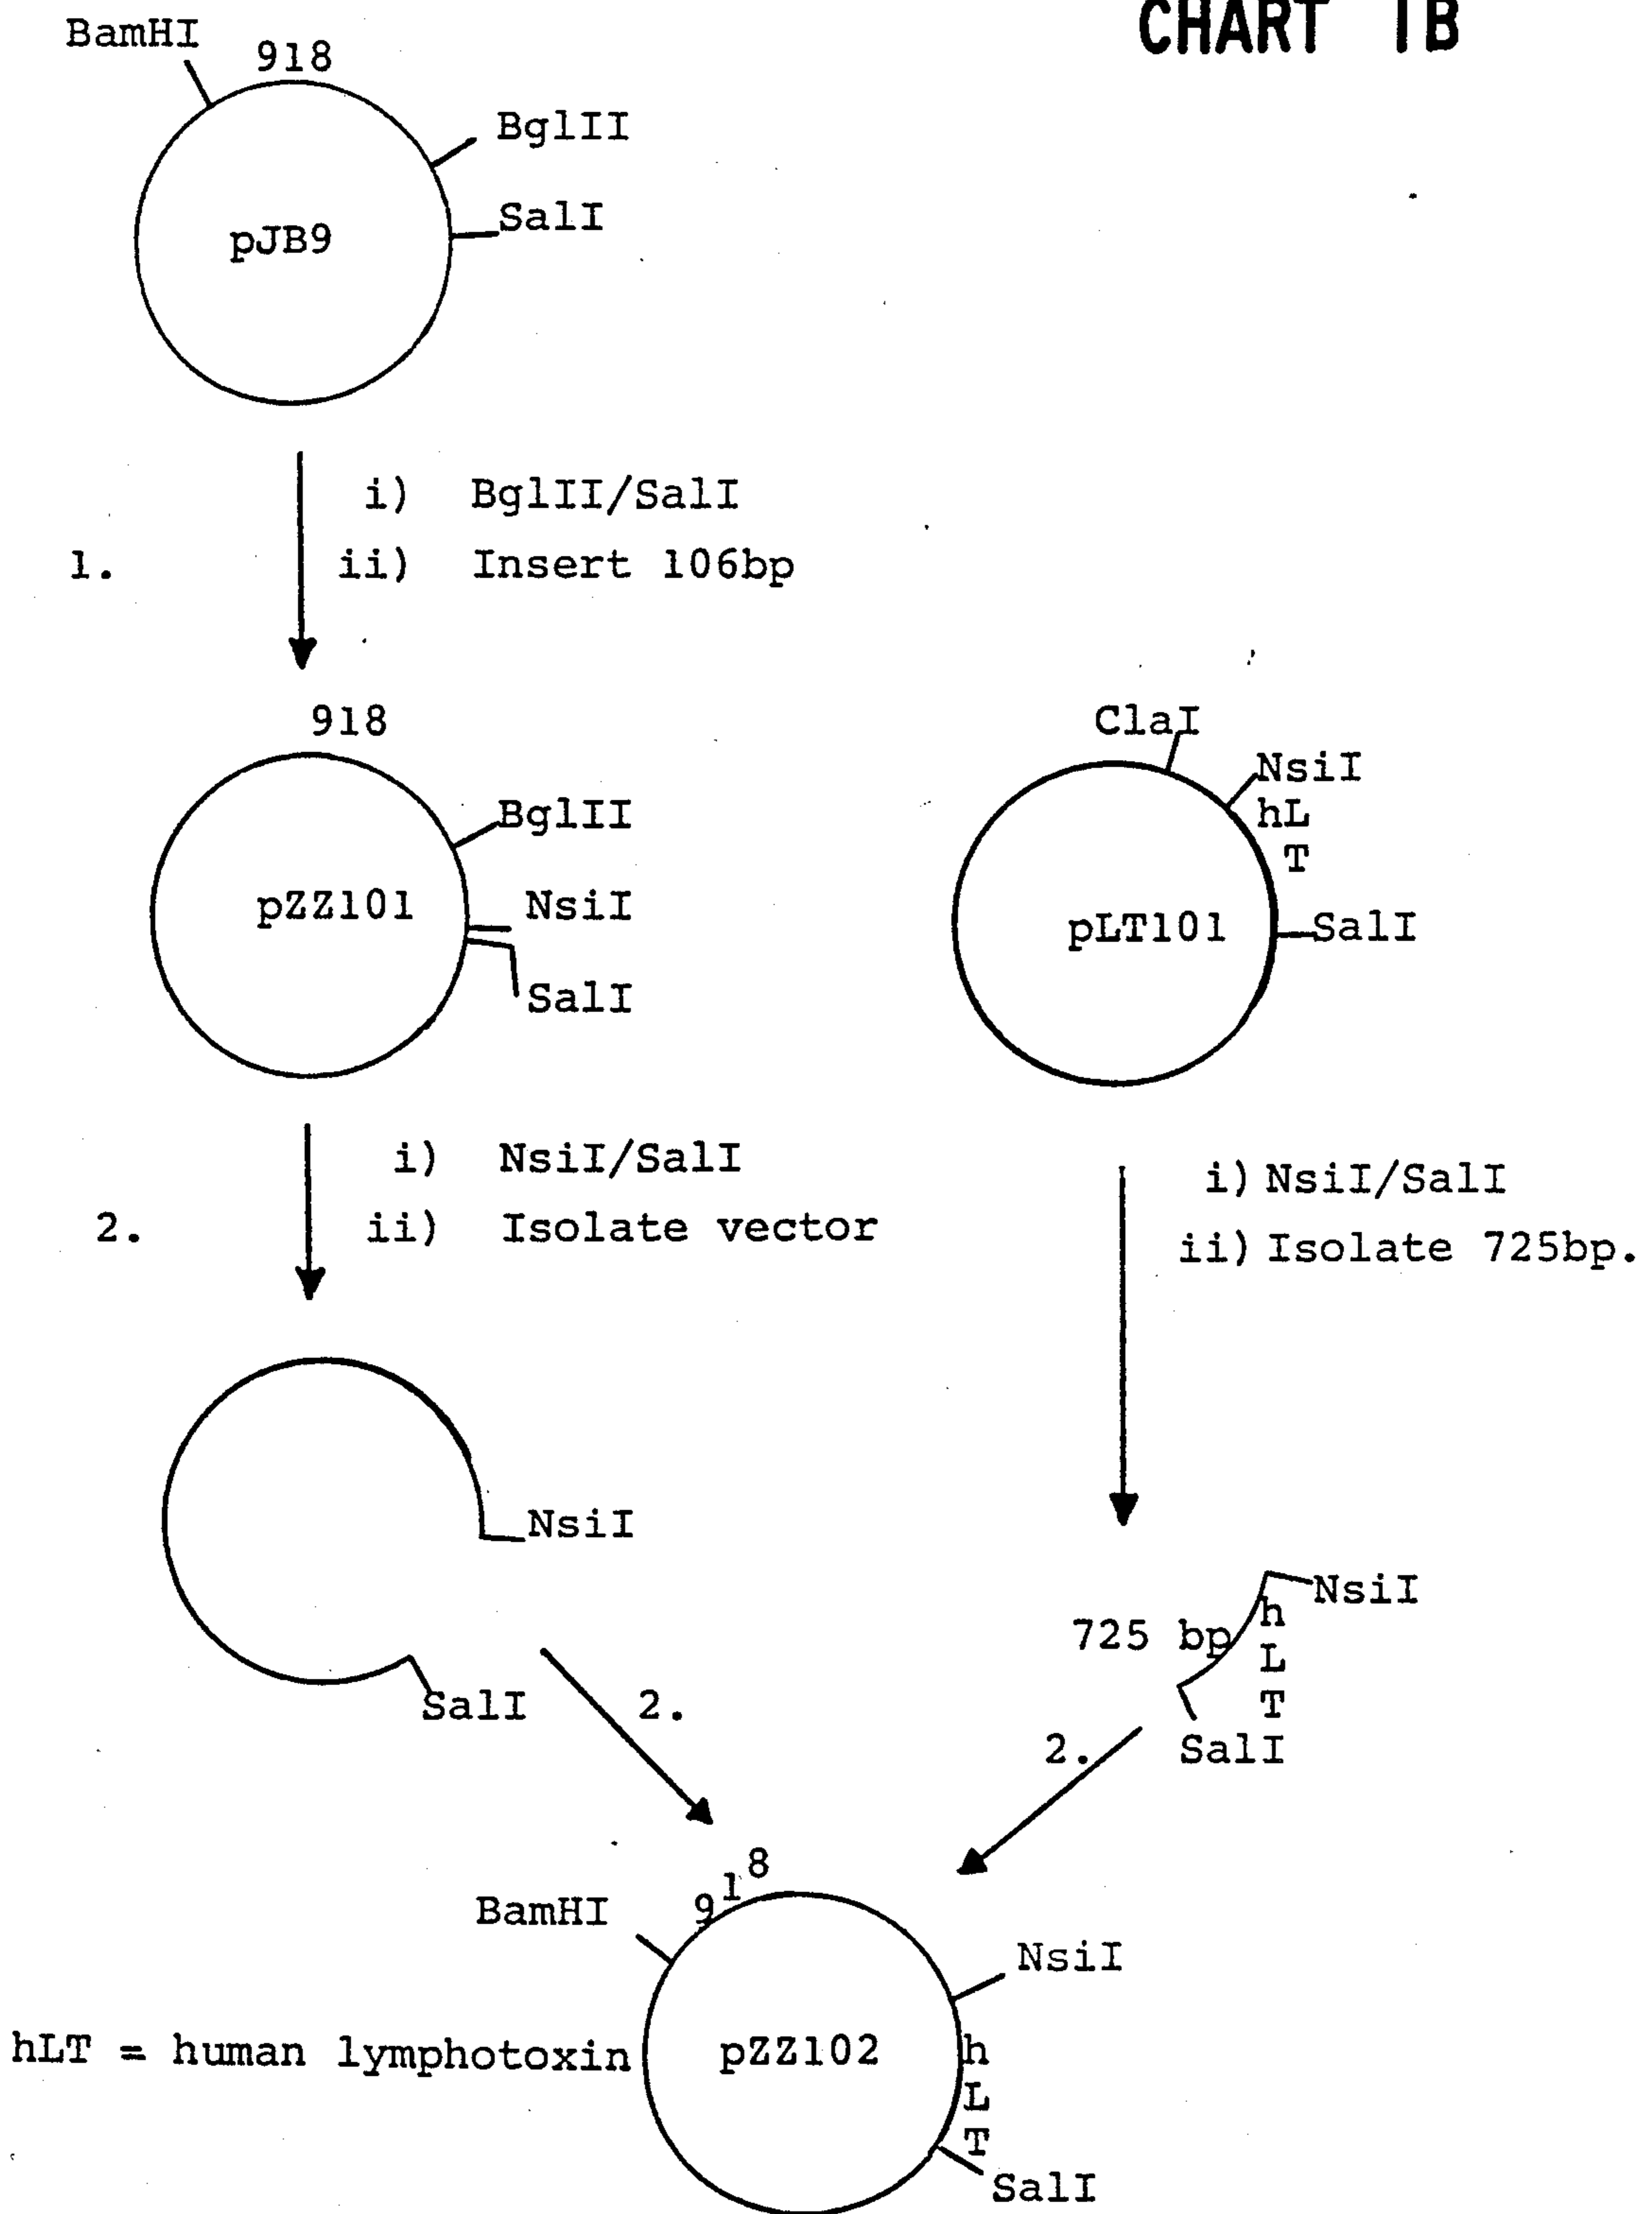 CHART 1B
BamHI
918
BglII
SalI
pJB9
1.
i) BglII/SalI
ii) Insert 106bp
918
BglII
pZZ101
NsiI
SalI
ClaI
NsiI
hL
T
pLT101
SalI
2.
i) NsiI/SalI
ii) Isolate vector
i) NsiI/SalI
ii) Isolate 725bp.
NsiI
SalI
2.
725 bp
NsiI
hLT
SalI
2.
BamHI
918
NsiI
hLT = human lymphotoxin
pZZ102
hLT
SalI